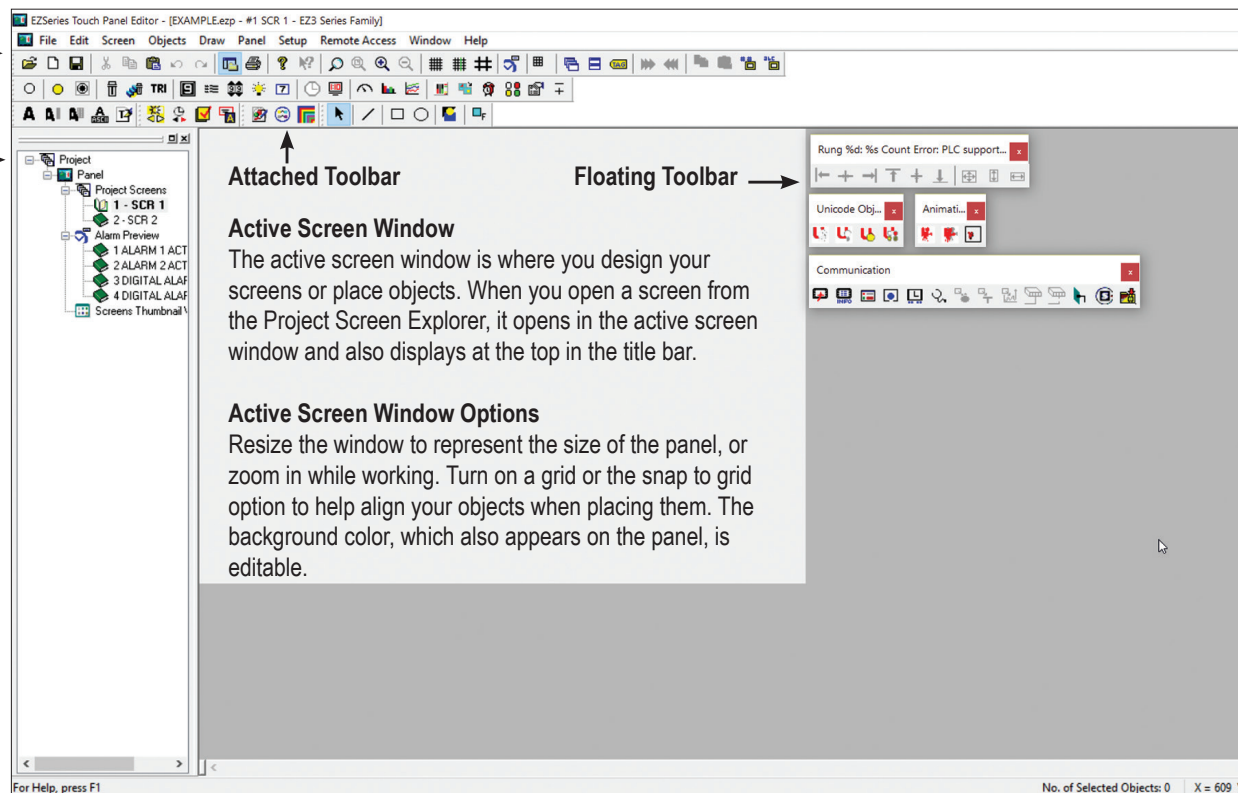 EZSeries Touch Panel Editor - [EXAMPLE.ezp - #1 SCR 1 - EZ3 Series Family]
File Edit Screen Objects Draw Panel Setup Remote Access Window Help
TRI
TAG
ASCII
Project
Panel
Project Screens
1 - SCR 1
2 - SCR 2
Alarm Preview
1 ALARM 1 ACT
2 ALARM 2 ACT
3 DIGITAL ALAR
4 DIGITAL ALAR
Screens Thumbnail
Attached Toolbar
Floating Toolbar
Rung %d: %s Count Error: PLC support...
Unicode Obj...
Animati...
Communication
INFO
Active Screen Window
The active screen window is where you design your
screens or place objects. When you open a screen from
the Project Screen Explorer, it opens in the active screen
window and also displays at the top in the title bar.
Active Screen Window Options
Resize the window to represent the size of the panel, or
zoom in while working. Turn on a grid or the snap to grid
option to help align your objects when placing them. The
background color, which also appears on the panel, is
editable.
For Help, press F1
No. of Selected Objects: 0
X = 609